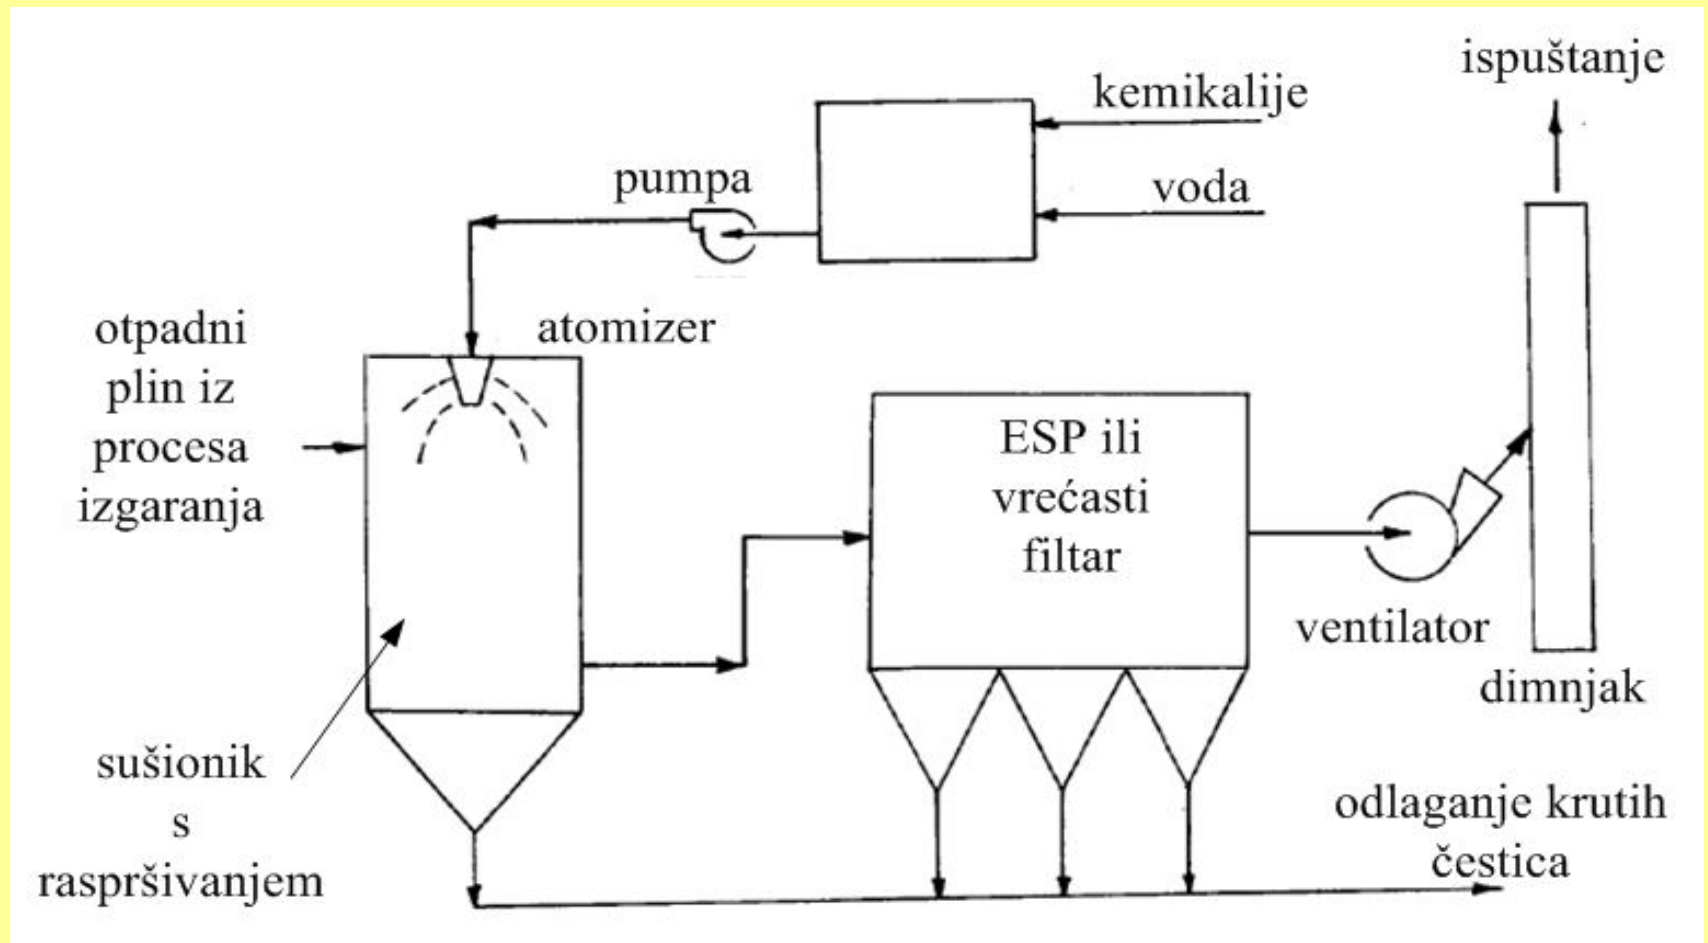 ispuštanje
kemikalije
pumpa
voda
otpadni
plin iz
procesa
izgaranja
atomizer
ESP ili
vrećasti
filtar
ventilator
dimnjak
sušionik
s
raspršivanjem
odlaganje krutih
čestica